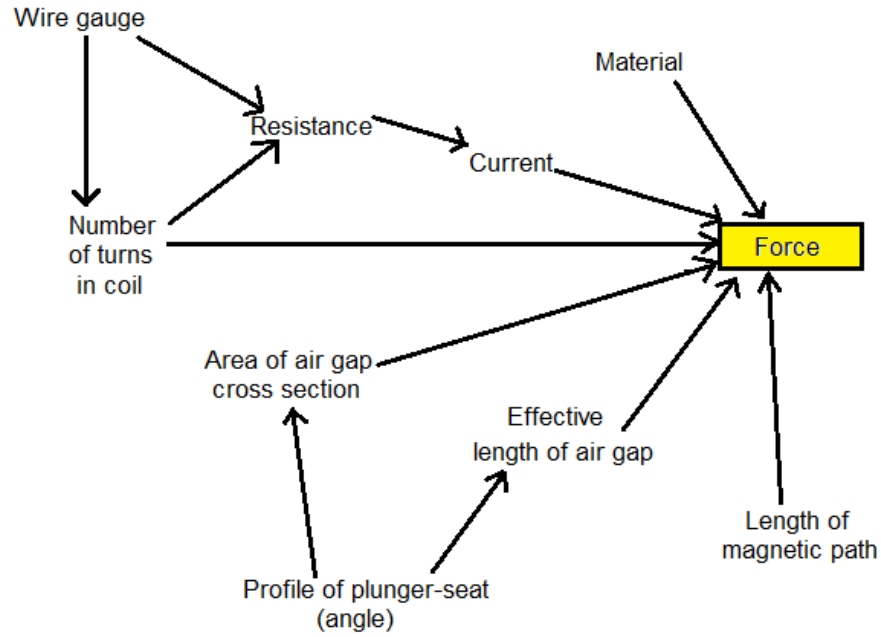 Wire gauge
Material
Resistance
Current
Number
of turns
in coil
Force
Area of air gap
cross section
Effective
length of air gap
Length of
magnetic path
Profile of plunger-seat
(angle)